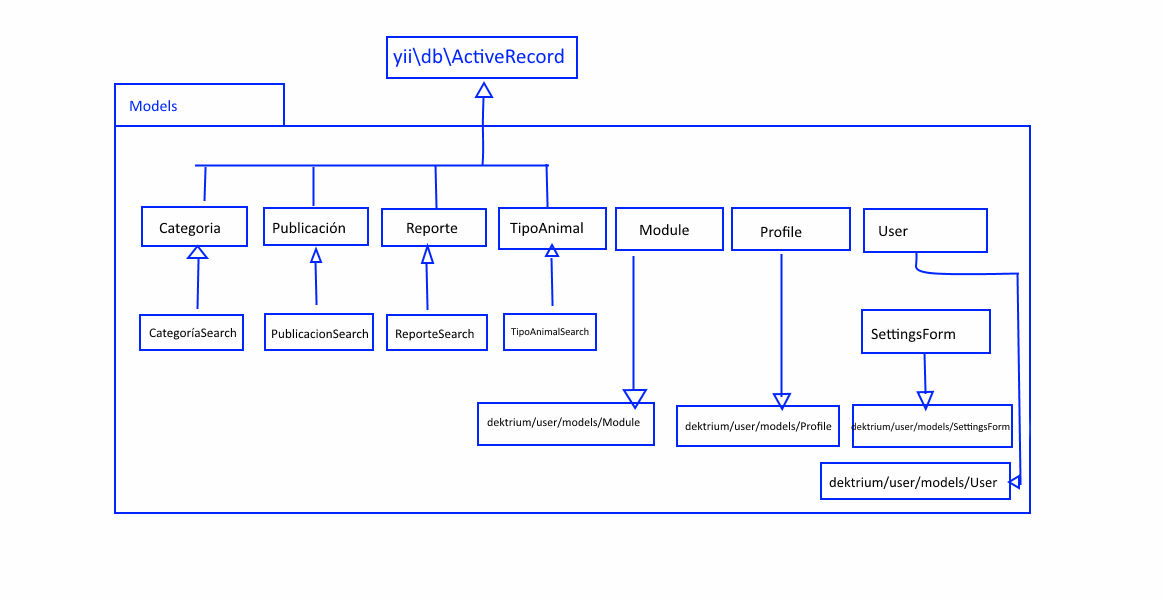 yii\db\ActiveRecord
Models
Categoria
Publicación
Reporte
TipoAnimal
Module
Profile
User
CategoríaSearch
PublicacionSearch
ReporteSearch
TipoAnimalSearch
SettingsForm
dektrium/user/models/Module
dektrium/user/models/Profile
dektrium/user/models/SettingsForm
dektrium/user/models/User